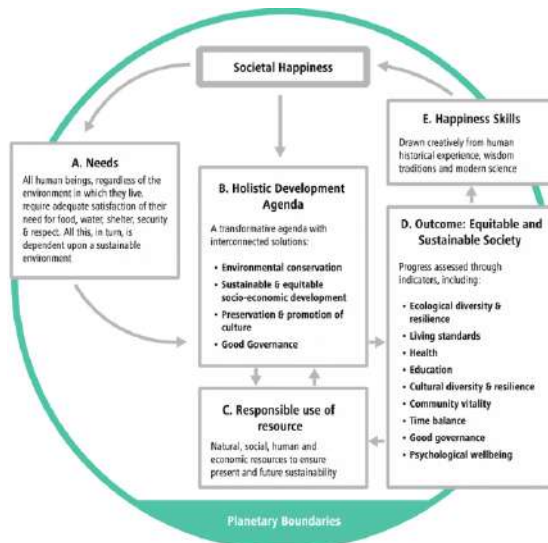 Societal Happiness
A. Needs
All human beings, regardless of the
environment in which they live,
require adequate satisfaction of their
need for food, water, shelter, security
& respect. All this, in turn, is
dependent upon a sustainable
environment
B. Holistic Development
Agenda
A transformative agenda with
interconnected solutions:
• Environmental conservation
• Sustainable & equitable
socio-economic development
• Preservation & promotion of
culture
• Good Governance
C. Responsible use of
resource
Natural, social, human and
economic resources to ensure
present and future sustainability
E. Happiness Skills
Drawn creatively from human
historical experience, wisdom
traditions and modern science
D. Outcome: Equitable and
Sustainable Society
Progress assessed through
indicators, including:
• Ecological diversity &
resilience
• Living standards
• Health
• Education
• Cultural diversity & resilience
• Community vitality
• Time balance
• Good governance
• Psychological wellbeing
Planetary Boundaries